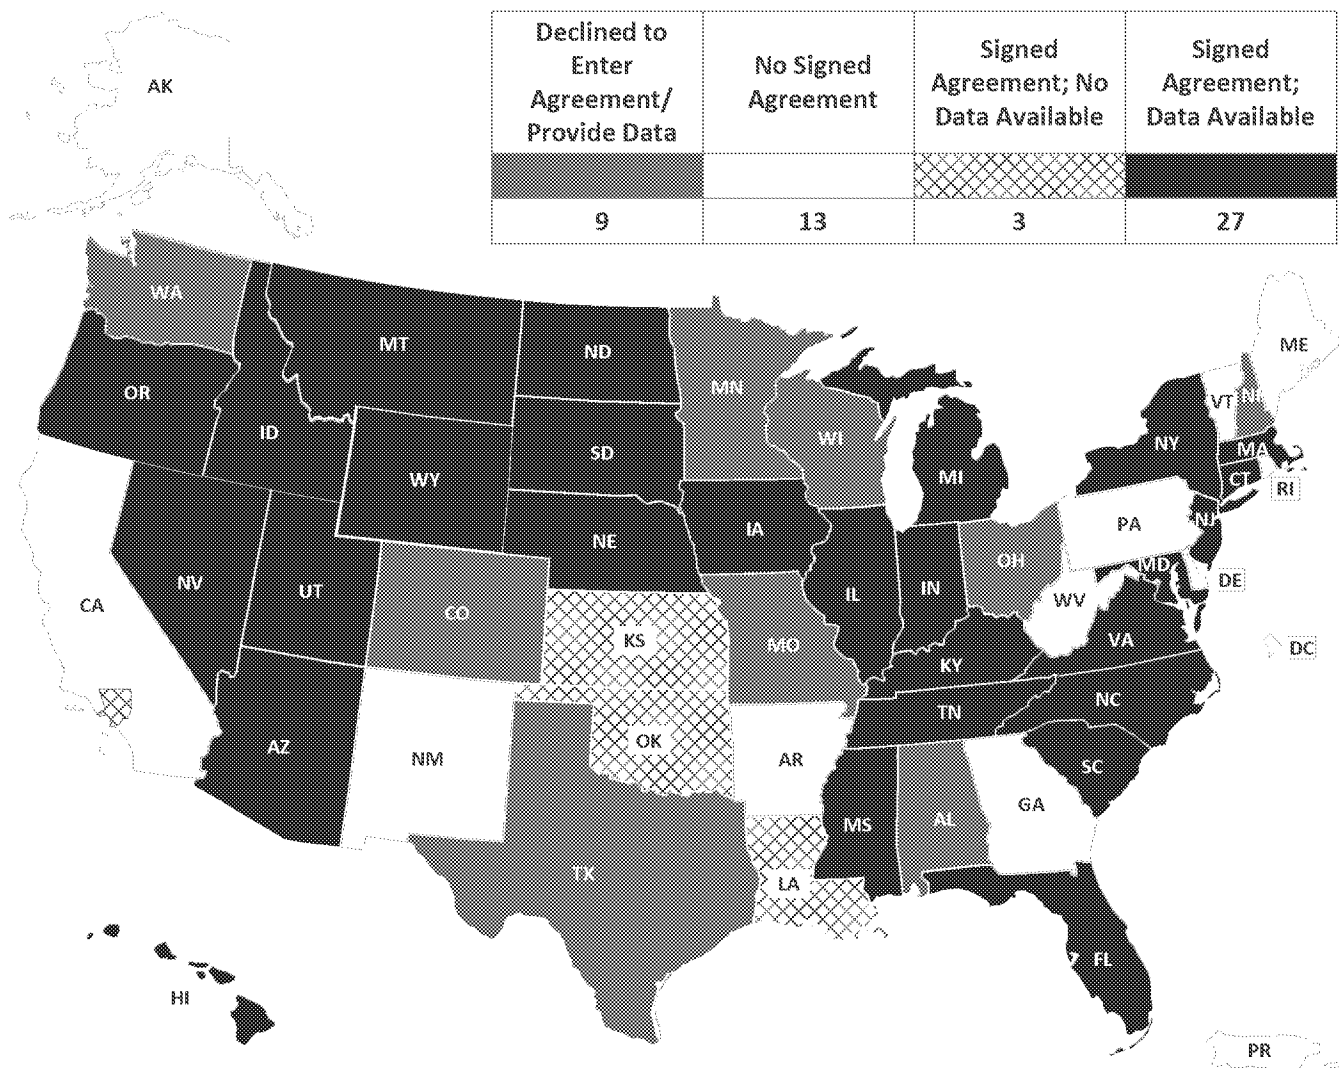 Declined to
Enter
Agreement/
Provide Data
No Signed
Agreement
Signed
Agreement; No
Data Available
Signed
Agreement;
Data Available
9
13
3
27
AK
WA
MT
ND
MN
ME
OR
ID
SD
WI
VT
NH
NY
MA
WY
MI
CT
RI
NE
IA
PA
NJ
NV
UT
CO
IL
IN
OH
MD
DE
CA
KS
MO
WV
VA
DC
KY
NC
AZ
NM
OK
AR
TN
SC
GA
MS
AL
TX
LA
FL
HI
PR